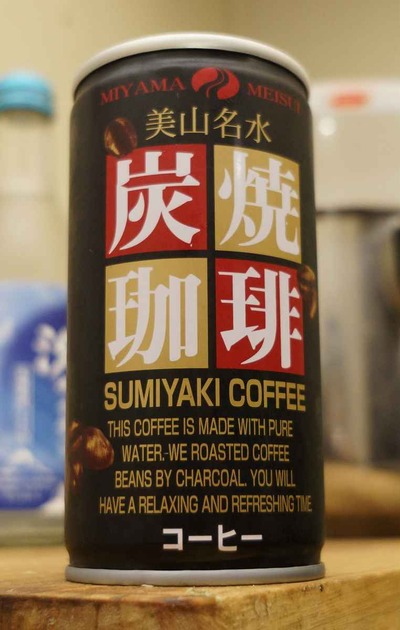 MIYAMA MEISUI
美山名水
炭焼
珈琲
SUMIYAKI COFFEE
THIS COFFEE IS MADE WITH PURE
WATER.-WE ROASTED COFFEE
BEANS BY CHARCOAL. YOU WILL
HAVE A RELAXING AND REFRESHING TIME.
コーヒー